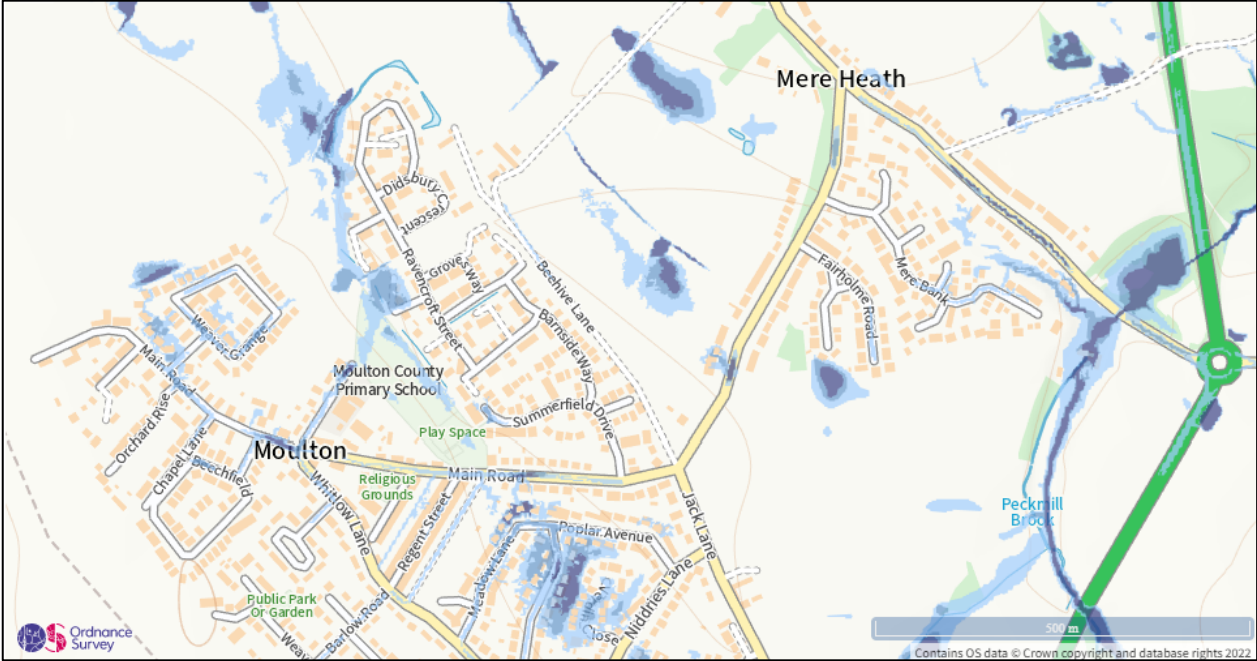 Mere Heath
Didsbury Crescent
Groves Way
Ravencroft Street
Beehive Lane
Barnside Way
Fairholme Road
Mere Bank
Weaver Grange
Main Road
Moulton County
Primary School
Orchard Rise
Summerfield Drive
Chapel Lane
Play Space
Moulton
Beechfield
Main Road
Religious
Grounds
Whitlow Lane
Regent Street
Jack Lane
Peckmill
Brook
Poplar Avenue
Meadow Lane
Niddries Lane
Close
Public Park
Or Garden
Barlow Road
Weav
Ordnance
Survey
500 m
Contains OS data © Crown copyright and database rights 2022